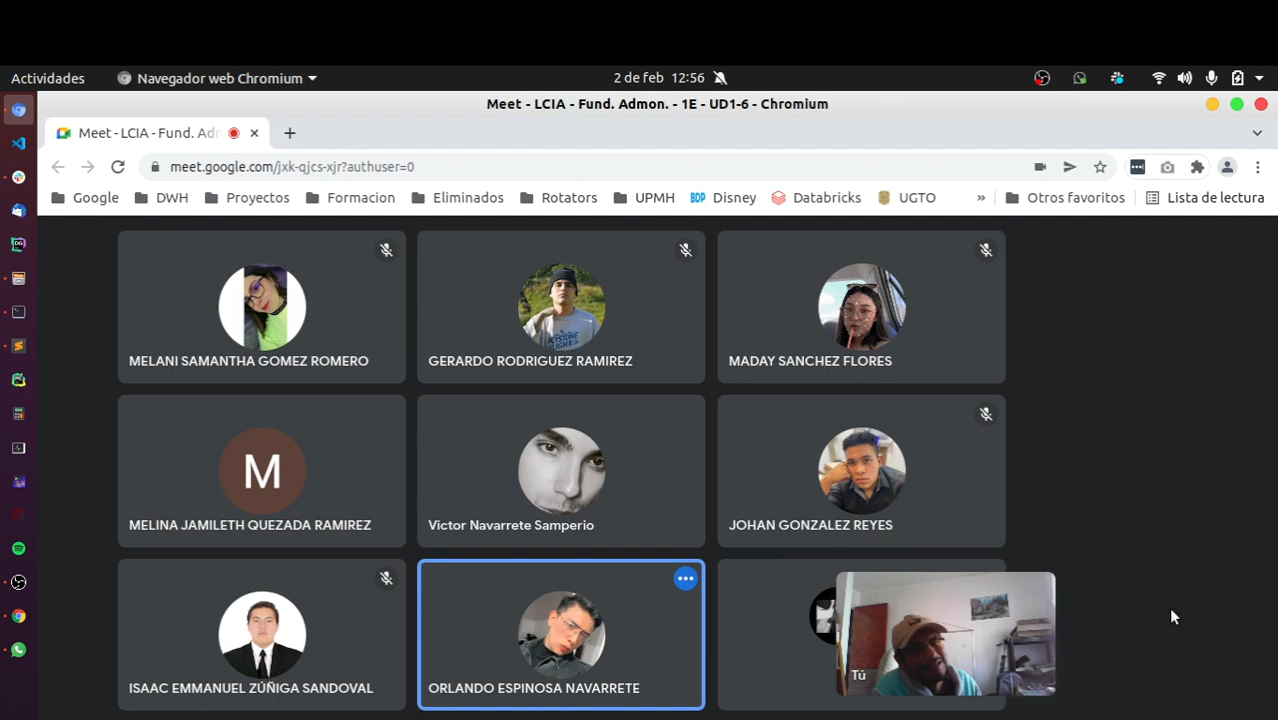 Actividades
Navegador web Chromium
2 de feb 12:56
Meet - LCIA - Fund. Admon. - 1E - UD1-6 - Chromium
Meet - LCIA - Fund. Adm
meet.google.com/jxk-qjcs-xjr?authuser=0
Google DWH Proyectos Formacion Eliminados Rotators UPMH BDP Disney Databricks UGTO » Otros favoritos Lista de lectura
MELANI SAMANTHA GOMEZ ROMERO
GERARDO RODRIGUEZ RAMIREZ
MADAY SANCHEZ FLORES
M
MELINA JAMILETH QUEZADA RAMIREZ
Victor Navarrete Samperio
JOHAN GONZALEZ REYES
ISAAC EMMANUEL ZÚÑIGA SANDOVAL
ORLANDO ESPINOSA NAVARRETE
Tú